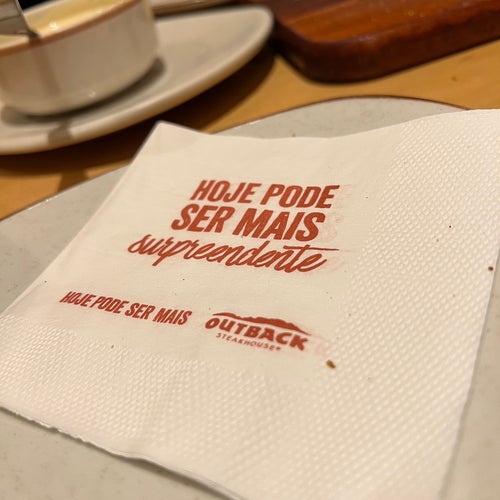 HOJE PODE
SER MAIS
surpreendente
HOJE PODE SER MAIS
OUTBACK
STEAKHOUSE®